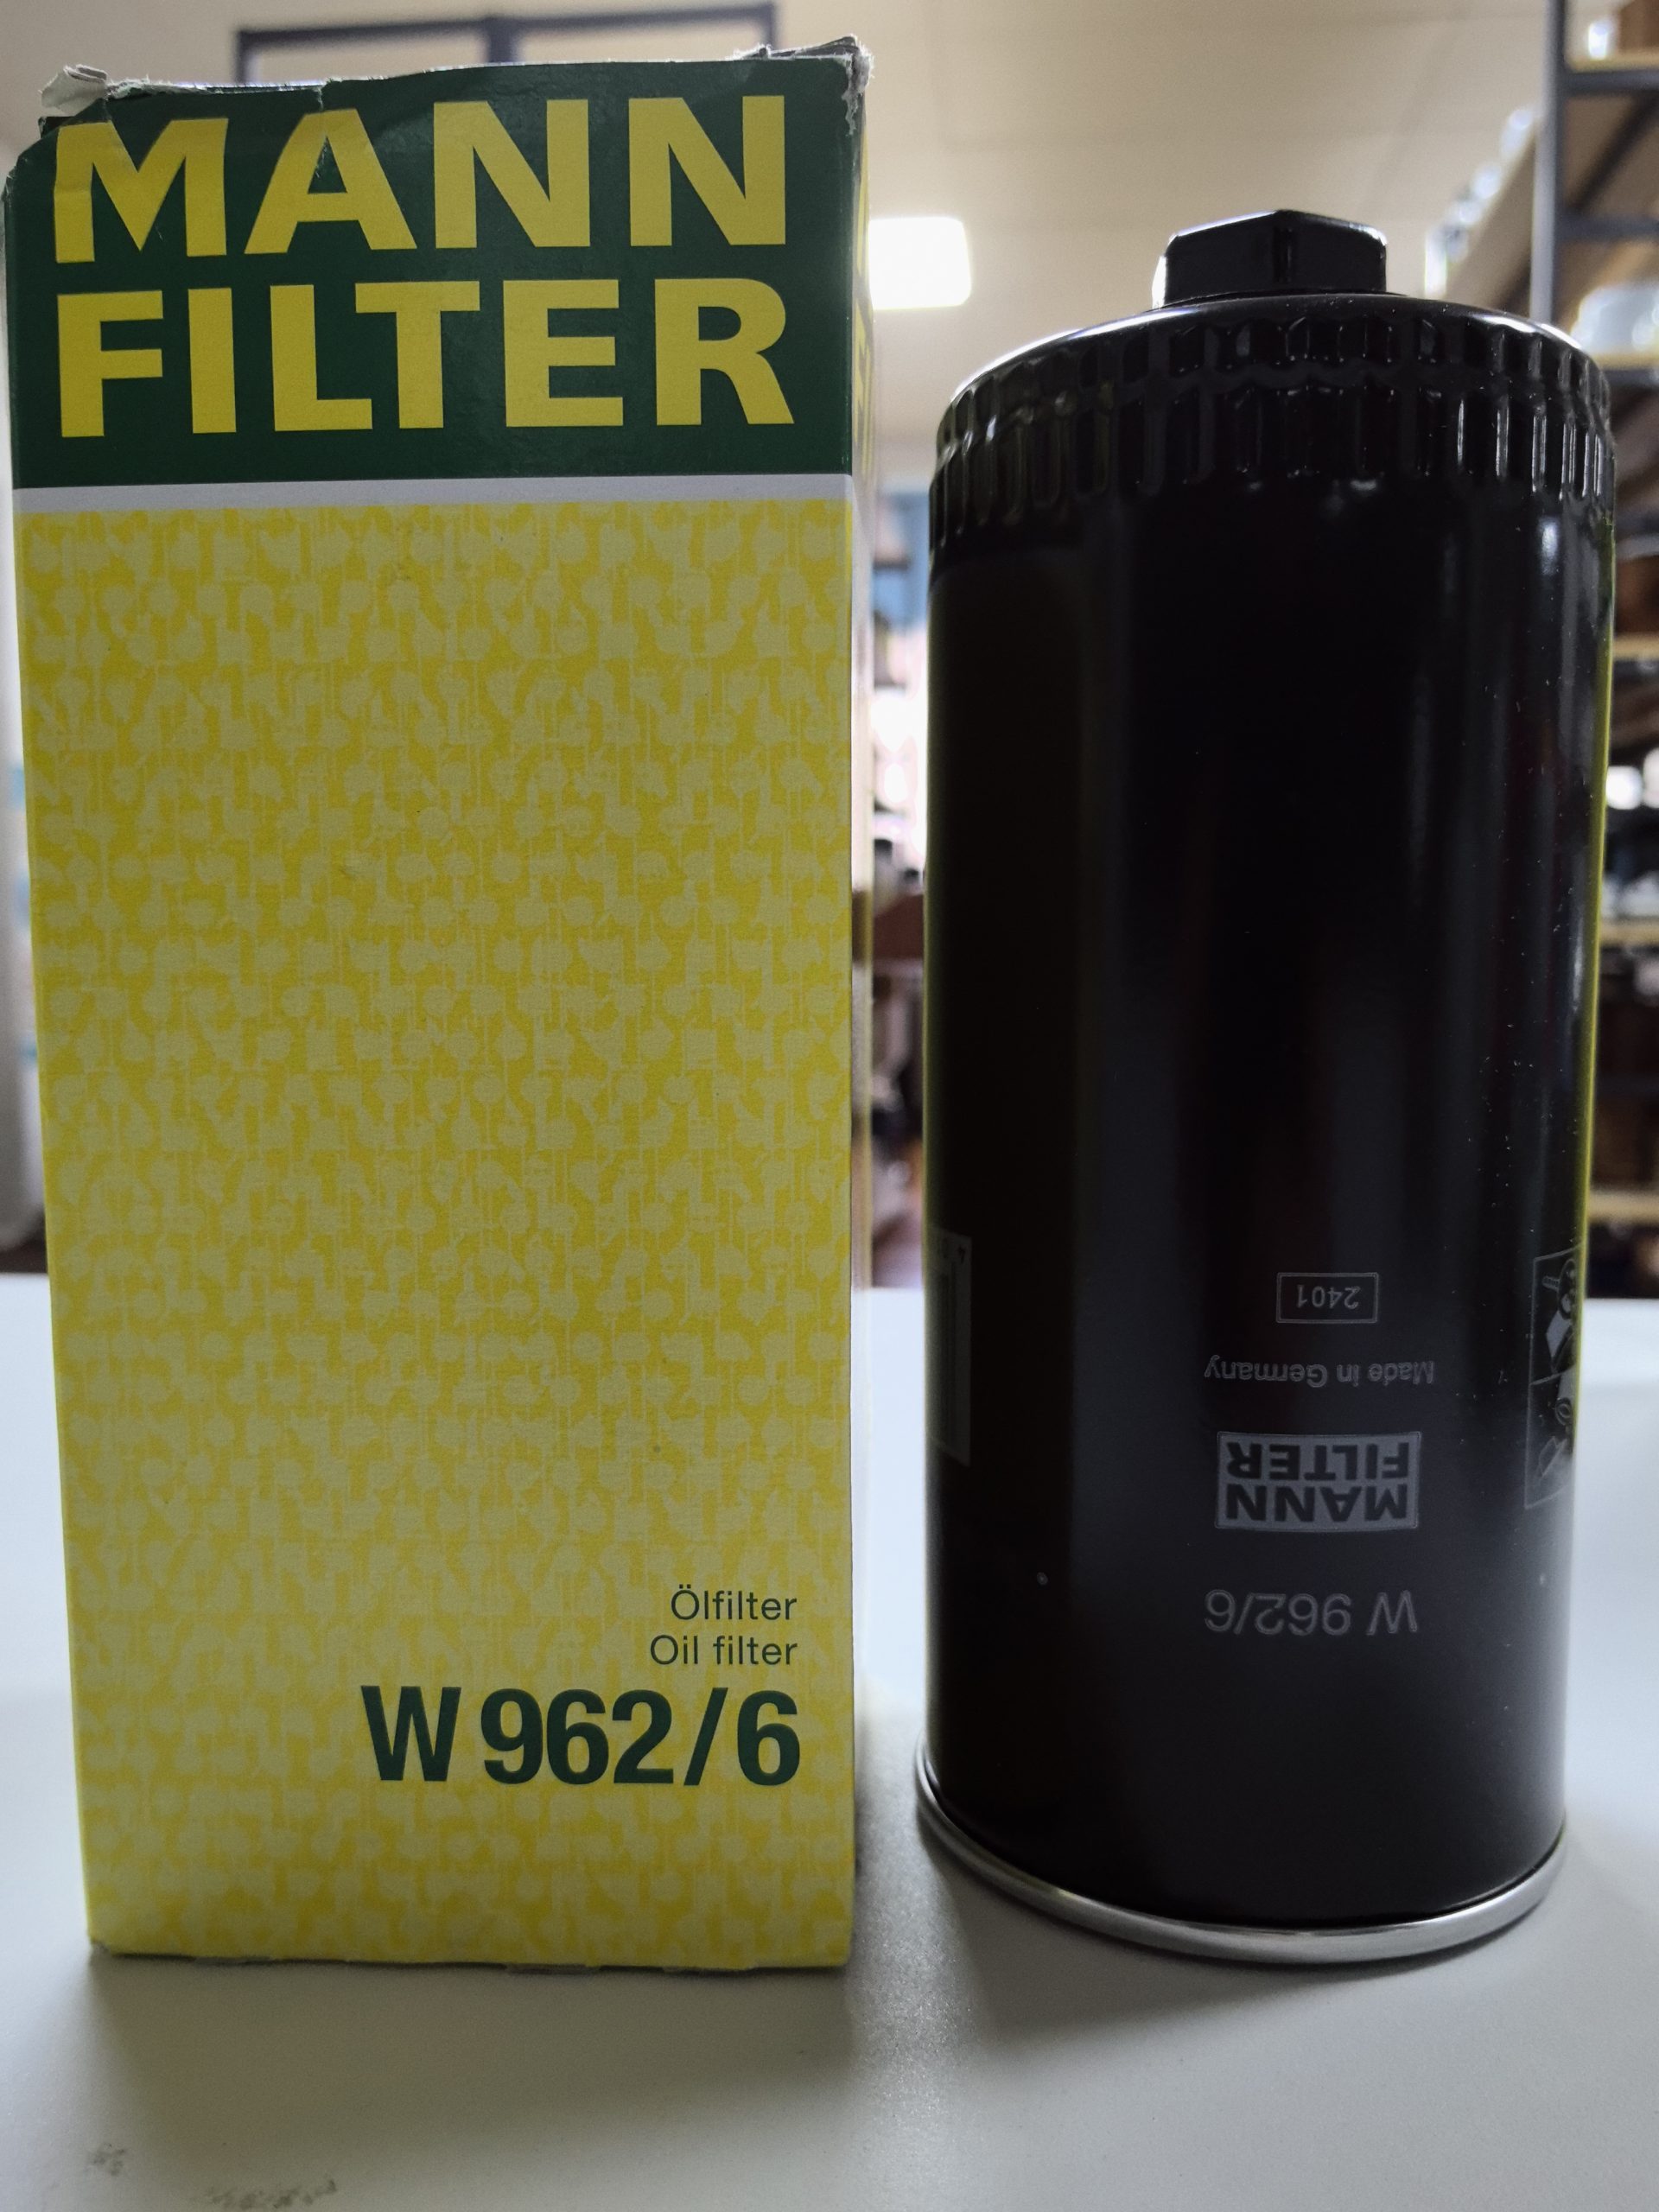 MANN
FILTER
Ölfilter
Oil filter
W 962/6
W 962/6
MANN
FILTER
Made in Germany
2401